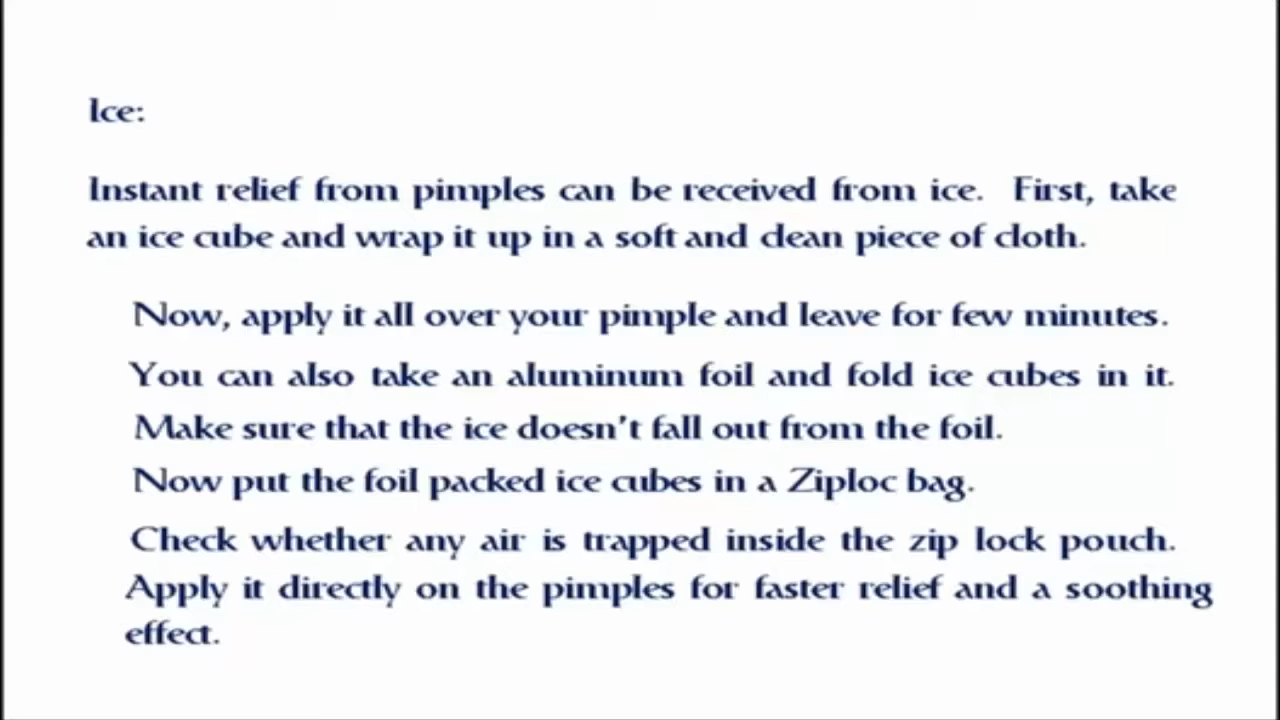 Ice:
Instant relief from pimples can be received from ice. First, take
an ice cube and wrap it up in a soft and clean piece of cloth.
Now, apply it all over your pimple and leave for few minutes.
You can also take an aluminum foil and fold ice cubes in it.
Make sure that the ice doesn't fall out from the foil.
Now put the foil packed ice cubes in a Ziploc bag.
Check whether any air is trapped inside the zip lock pouch.
Apply it directly on the pimples for faster relief and a soothing
effect.